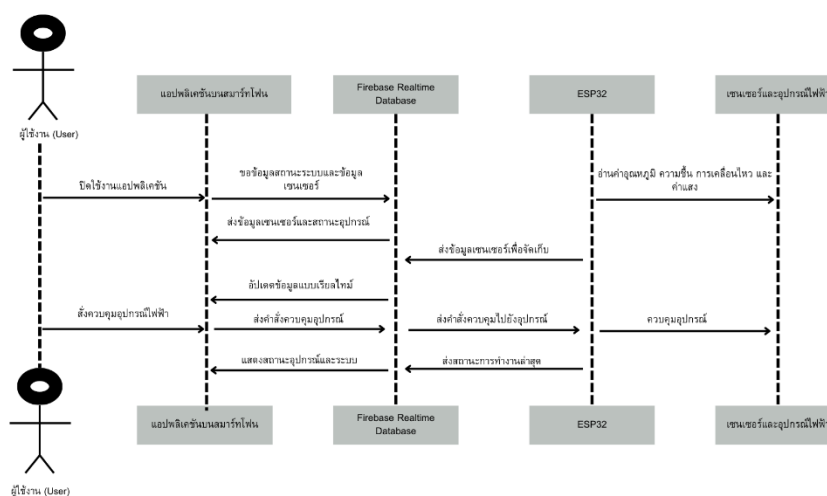 ผู้ใช้งาน (User)
แอปพลิเคชันบนสมาร์ทโฟน
Firebase Realtime
Database
ESP32
เซนเซอร์และอุปกรณ์ไฟฟ้า
ปิดใช้งานแอปพลิเคชัน
ขอข้อมูลสถานะระบบและข้อมูล
เซนเซอร์
อ่านค่าอุณหภูมิ ความชื้น การเคลื่อนไหว และ
ค่าแสง
ส่งข้อมูลเซนเซอร์และสถานะอุปกรณ์
ส่งข้อมูลเซนเซอร์เพื่อจัดเก็บ
อัปเดตข้อมูลแบบเรียลไทม์
สั่งควบคุมอุปกรณ์ไฟฟ้า
ส่งคำสั่งควบคุมอุปกรณ์
ส่งคำสั่งควบคุมไปยังอุปกรณ์
ควบคุมอุปกรณ์
แสดงสถานะอุปกรณ์และระบบ
ส่งสถานะการทำงานล่าสุด
แอปพลิเคชันบนสมาร์ทโฟน
Firebase Realtime
Database
ESP32
เซนเซอร์และอุปกรณ์ไฟฟ้า
ผู้ใช้งาน (User)